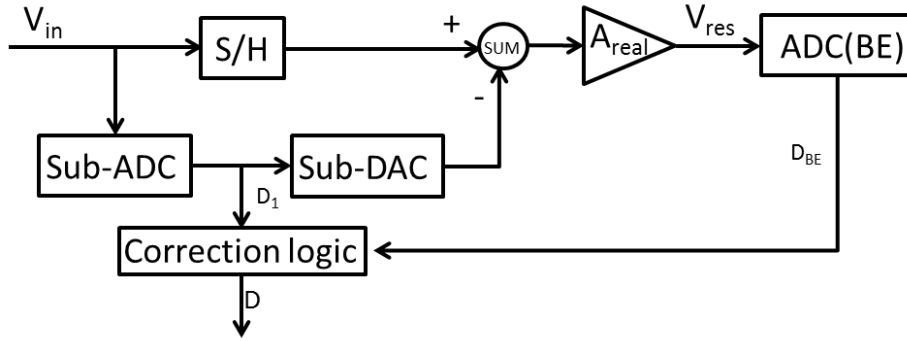 V_in
S/H
+
SUM
-
A_real
V_res
ADC(BE)
Sub-ADC
D_1
Sub-DAC
D_BE
Correction logic
D